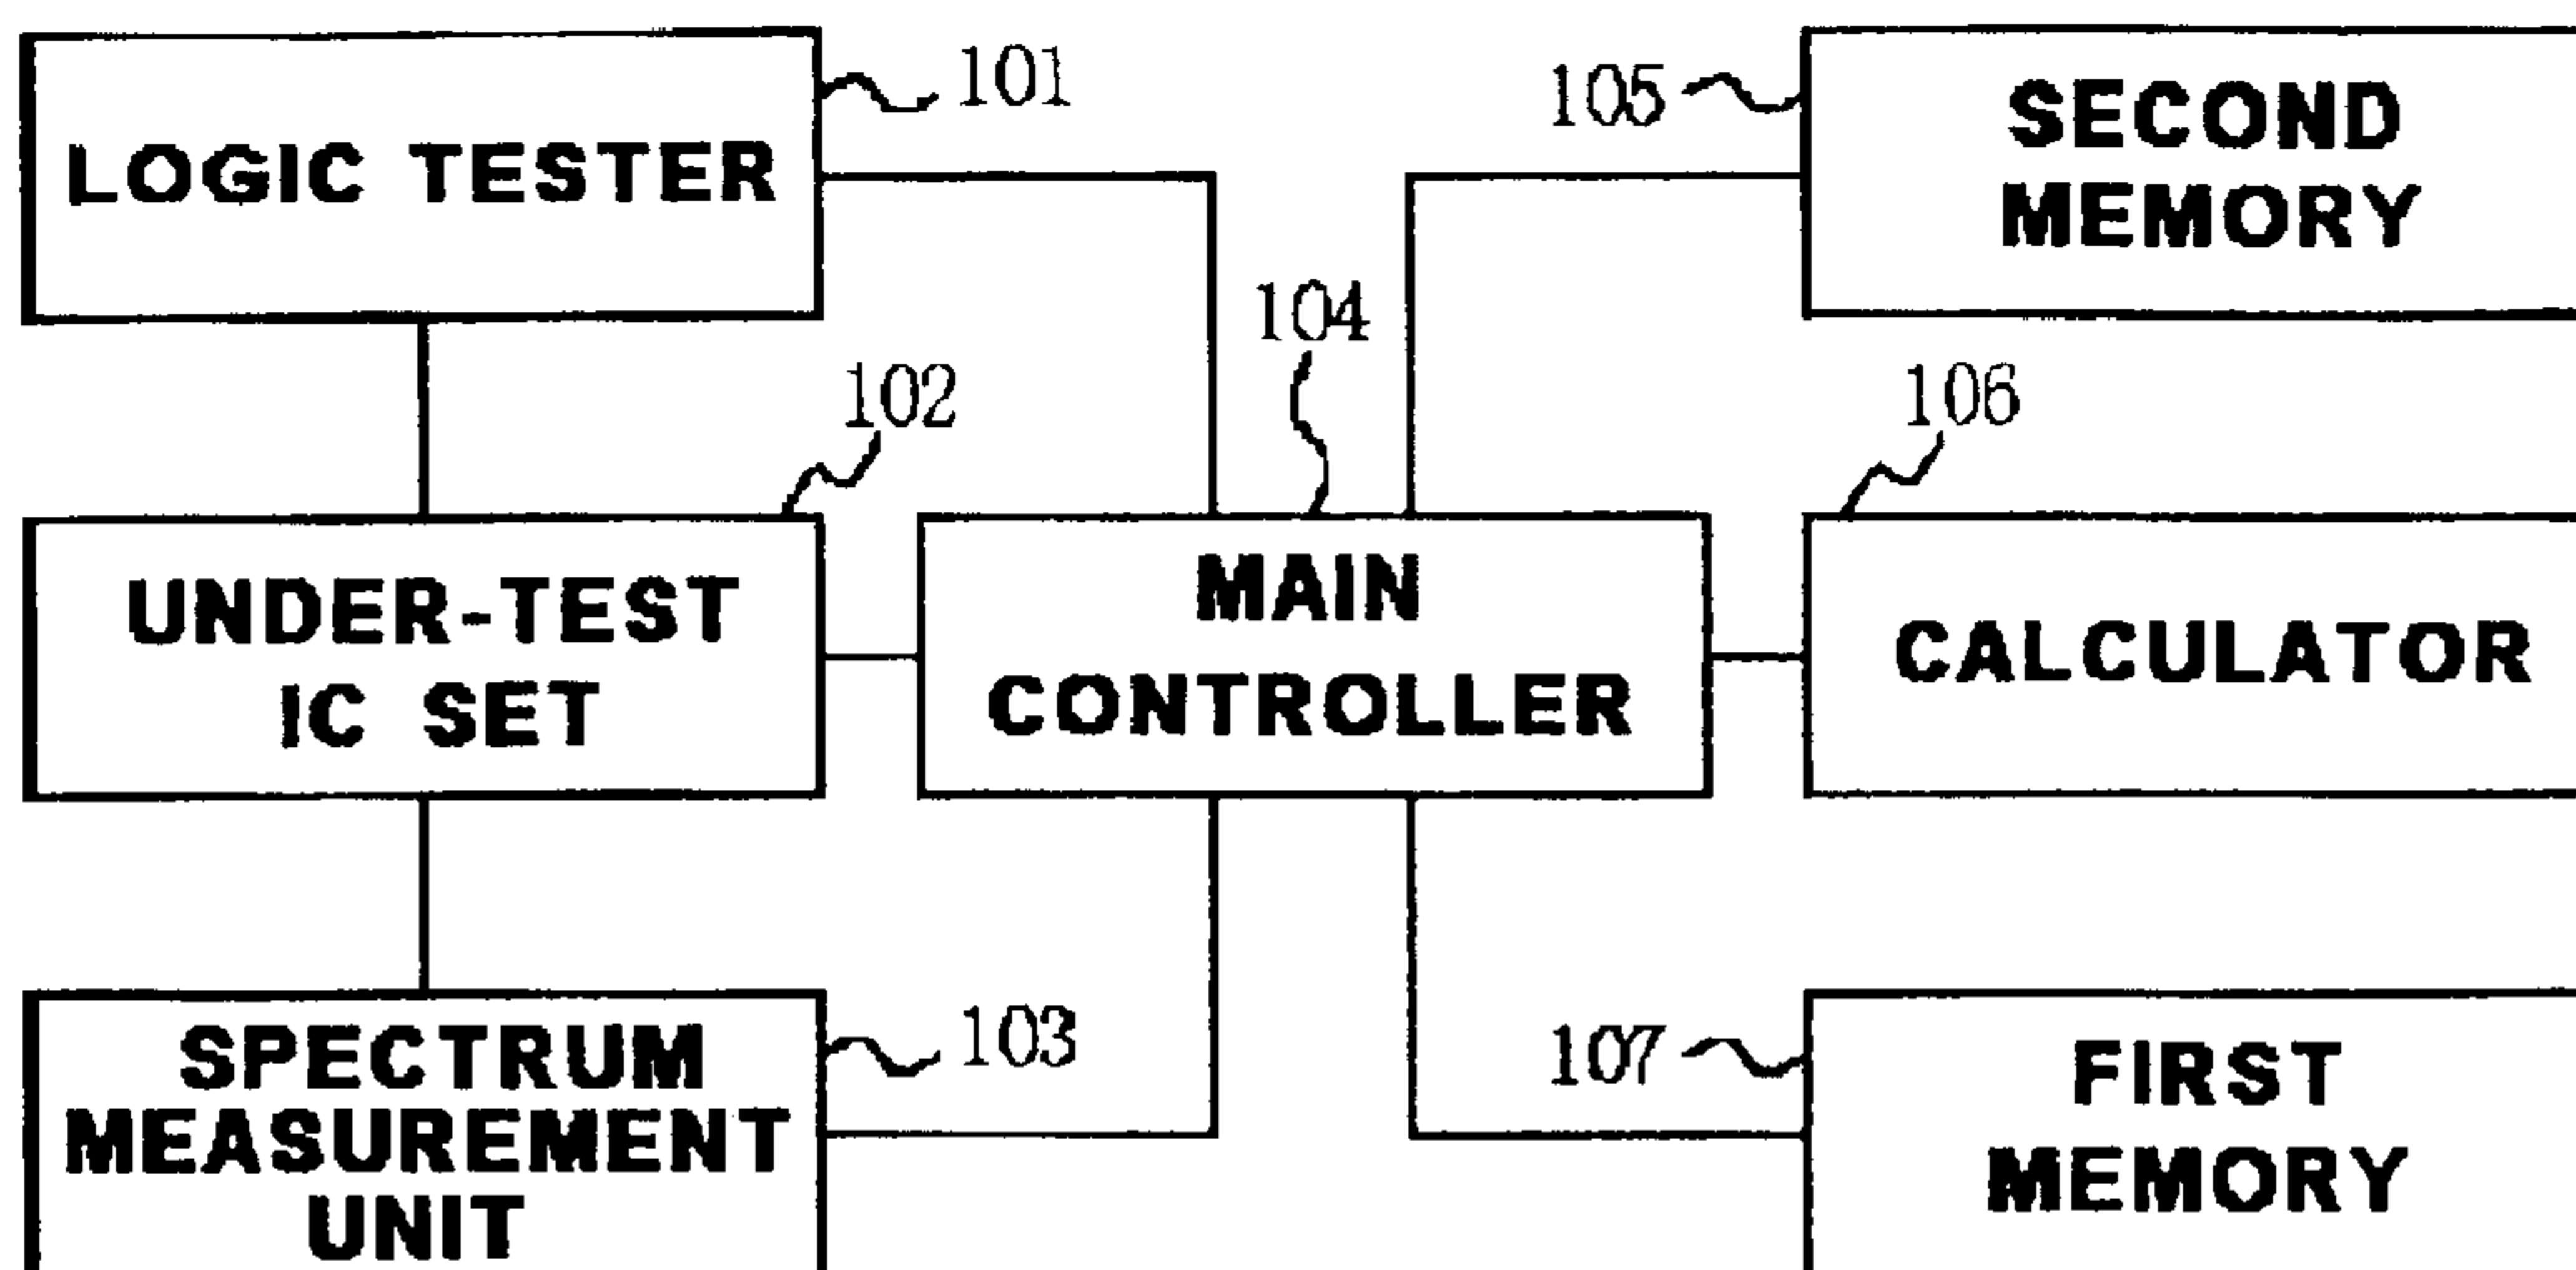 101
LOGIC TESTER
105
SECOND
MEMORY
104
102
106
UNDER-TEST
IC SET
MAIN
CONTROLLER
CALCULATOR
103
SPECTRUM
MEASUREMENT
UNIT
107
FIRST
MEMORY